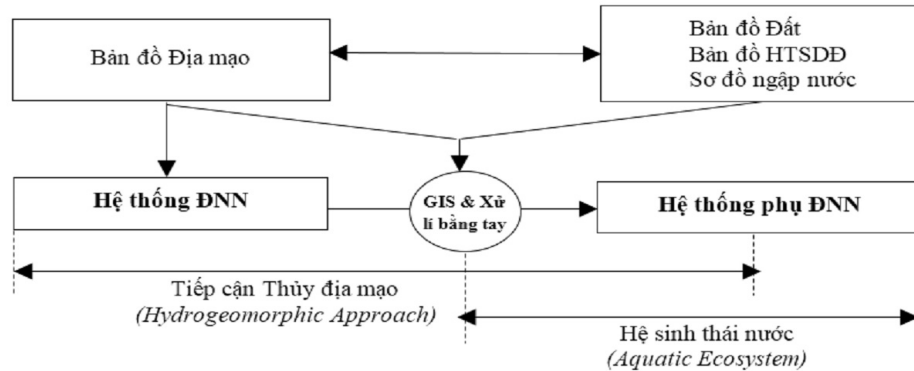 Bản đồ Địa mạo
Bản đồ Đất
Bản đồ HTSDĐ
Sơ đồ ngập nước
Hệ thống ĐNN
GIS & Xử
lí bằng tay
Hệ thống phụ ĐNN
Tiếp cận Thủy địa mạo
(Hydrogeomorphic Approach)
Hệ sinh thái nước
(Aquatic Ecosystem)